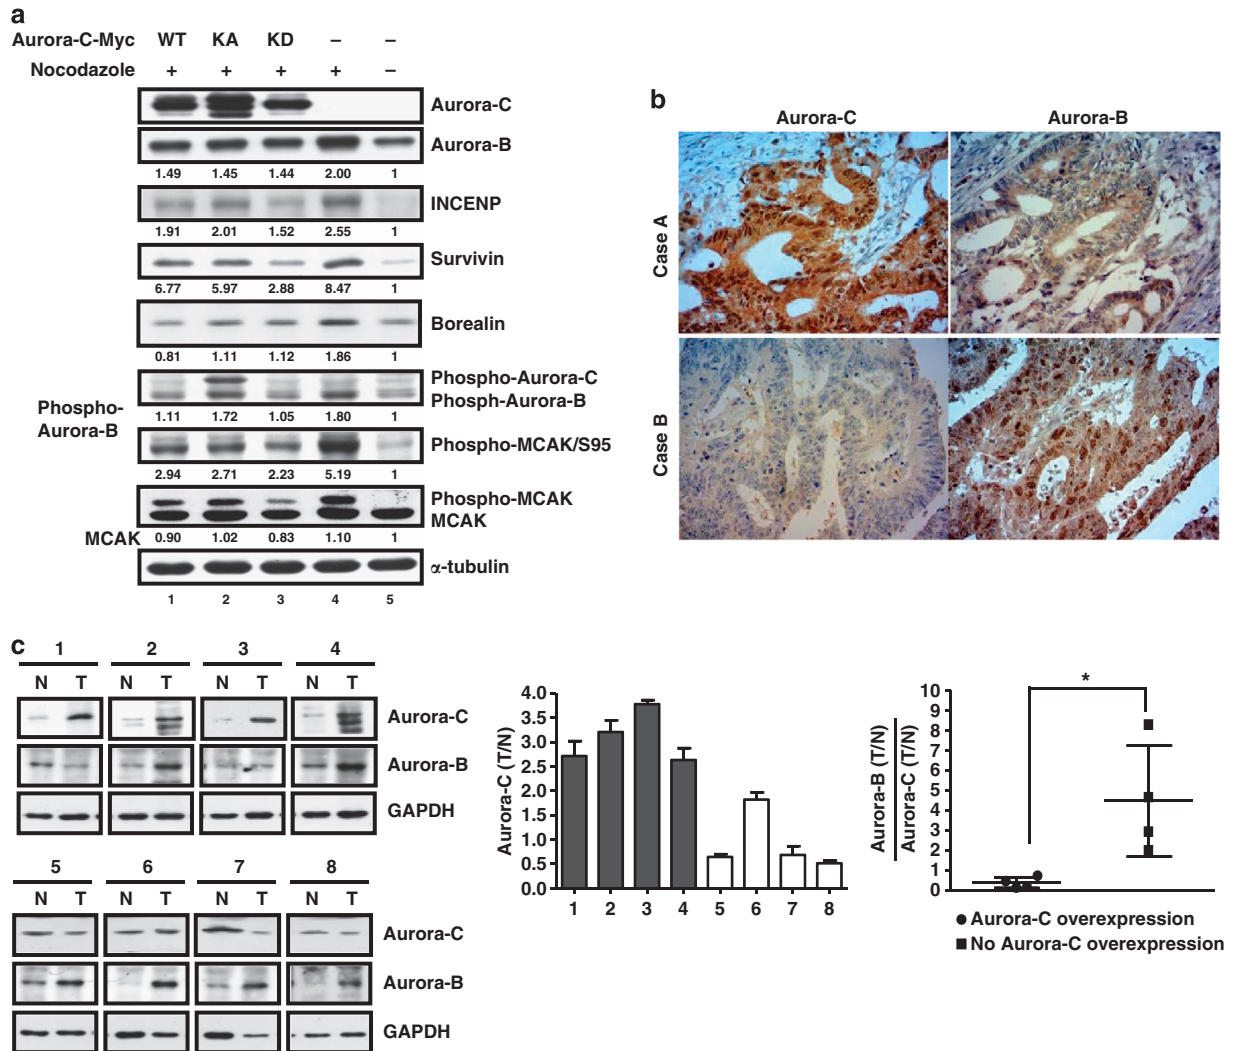 a
Aurora-C-Myc WT KA KD – –
Nocodazole + + + + –
Aurora-C
Aurora-B
1.49 1.45 1.44 2.00 1
INCENP
1.91 2.01 1.52 2.55 1
Survivin
6.77 5.97 2.88 8.47 1
Borealin
0.81 1.11 1.12 1.86 1
Phospho-Aurora-C
Phosph-Aurora-B
Phospho-
Aurora-B
1.11 1.72 1.05 1.80 1
Phospho-MCAK/S95
2.94 2.71 2.23 5.19 1
Phospho-MCAK
MCAK
MCAK 0.90 1.02 0.83 1.10 1
α-tubulin
1 2 3 4 5
b
Aurora-C Aurora-B
Case A
Case B
c
1 2 3 4
N T N T N T N T
Aurora-C
Aurora-B
GAPDH
5 6 7 8
N T N T N T N T
Aurora-C
Aurora-B
GAPDH
Aurora-C (T/N)
4.0
3.5
3.0
2.5
2.0
1.5
1.0
0.5
0.0
1 2 3 4 5 6 7 8
Aurora-B (T/N)
Aurora-C (T/N)
10
9
8
7
6
5
4
3
2
1
0
*
● Aurora-C overexpression
■ No Aurora-C overexpression